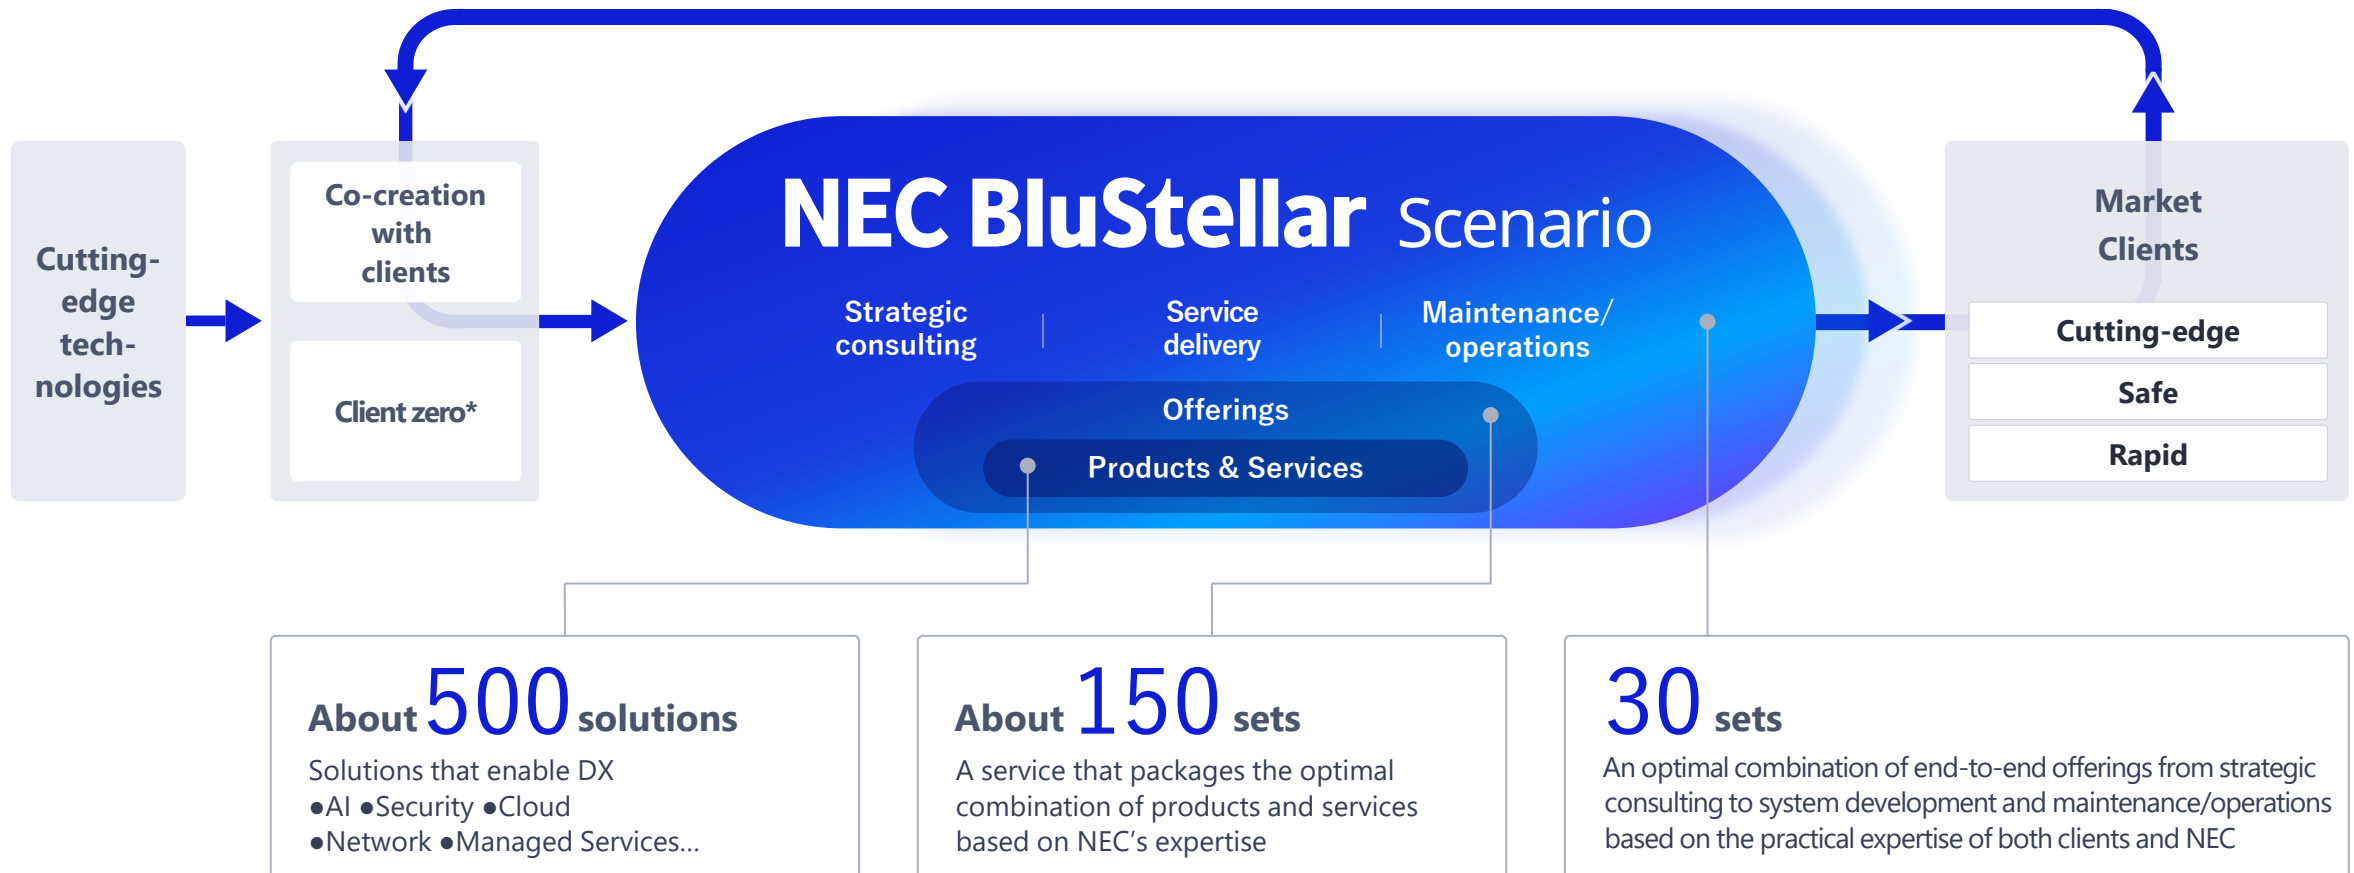 Cutting-
edge
tech-
nologies
Co-creation
with
clients
Client zero*
NEC BluStellar Scenario
Strategic
consulting
Service
delivery
Maintenance/
operations
Offerings
Products & Services
Market
Clients
Cutting-edge
Safe
Rapid
About 500 solutions
Solutions that enable DX
●AI ●Security ●Cloud
●Network ●Managed Services...
About 150 sets
A service that packages the optimal
combination of products and services
based on NEC’s expertise
30 sets
An optimal combination of end-to-end offerings from strategic
consulting to system development and maintenance/operations
based on the practical expertise of both clients and NEC